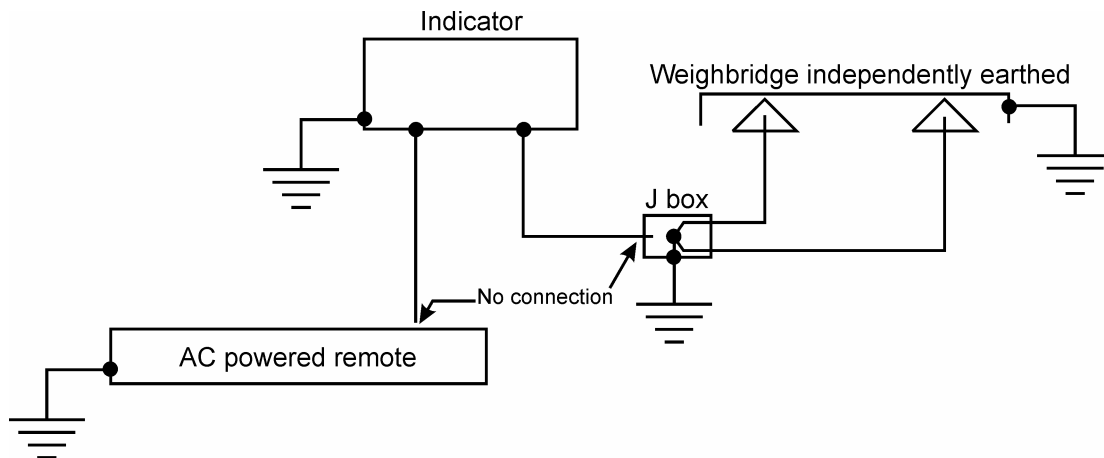 Indicator
Weighbridge independently earthed
J box
No connection
AC powered remote